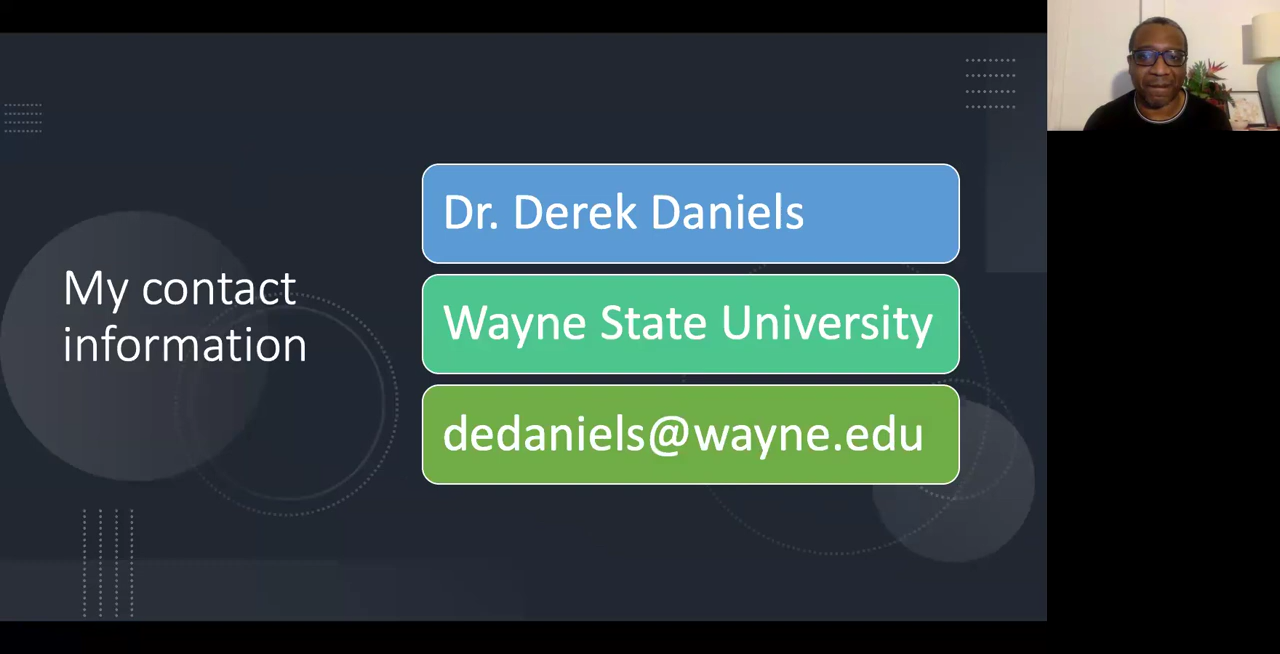 My contact
information
Dr. Derek Daniels
Wayne State University
dedaniels@wayne.edu